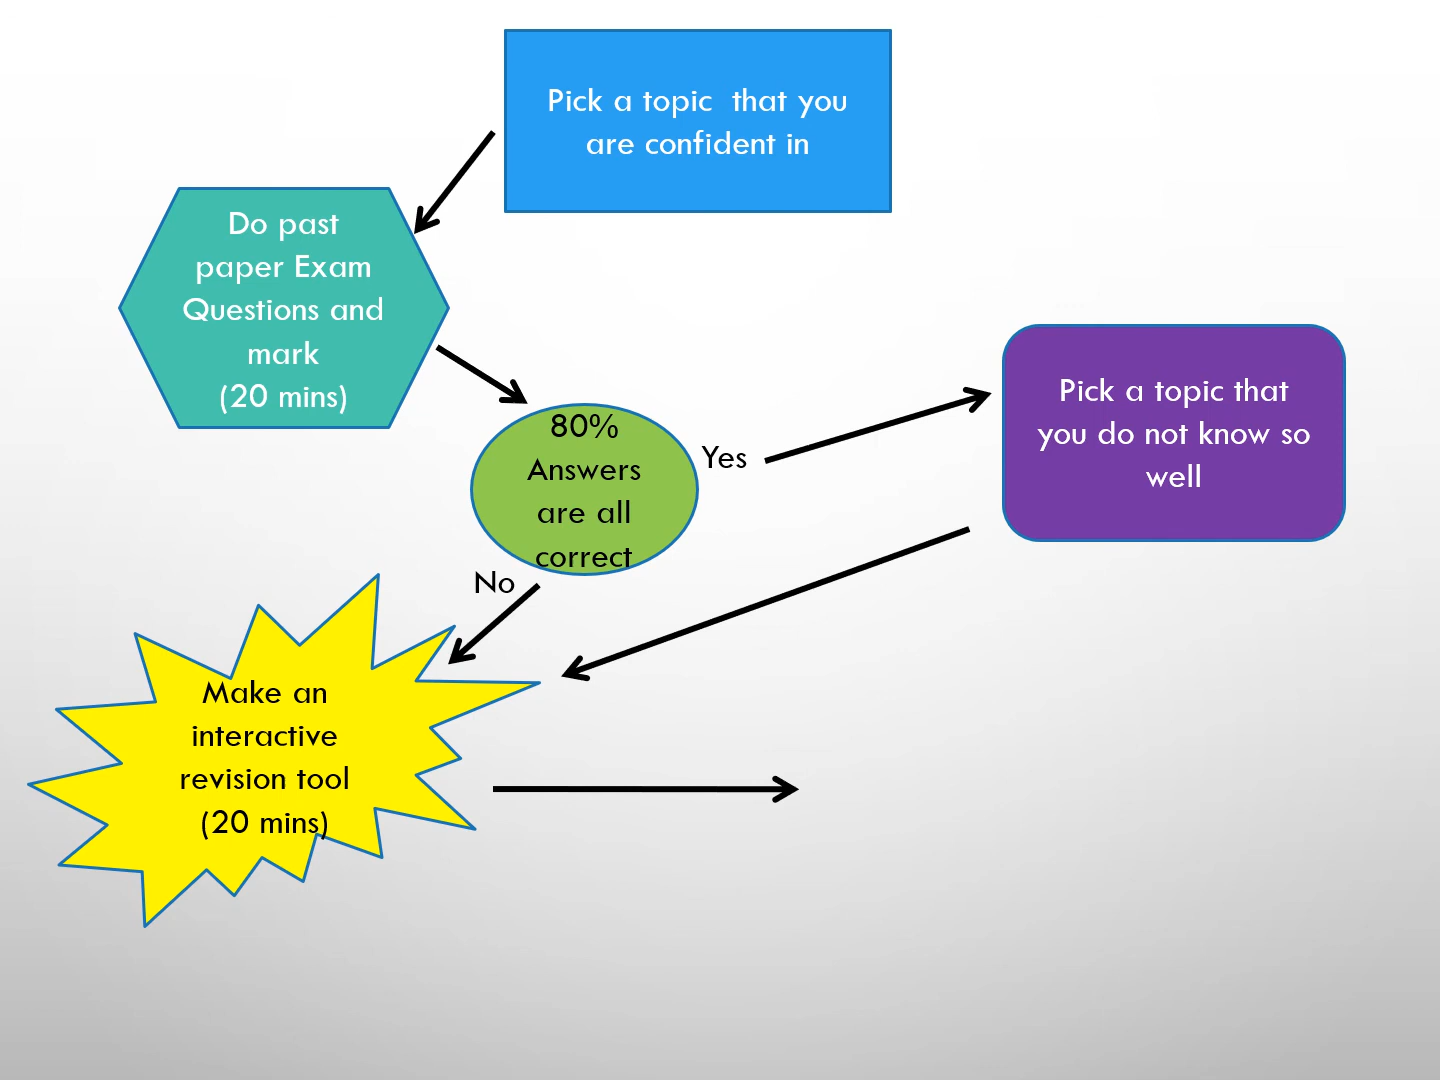 Pick a topic  that you
are confident in
Do past
paper Exam
Questions and
mark
(20 mins)
80%
Answers
are all
correct
Yes
Pick a topic that
you do not know so
well
No
Make an
interactive
revision tool
(20 mins)